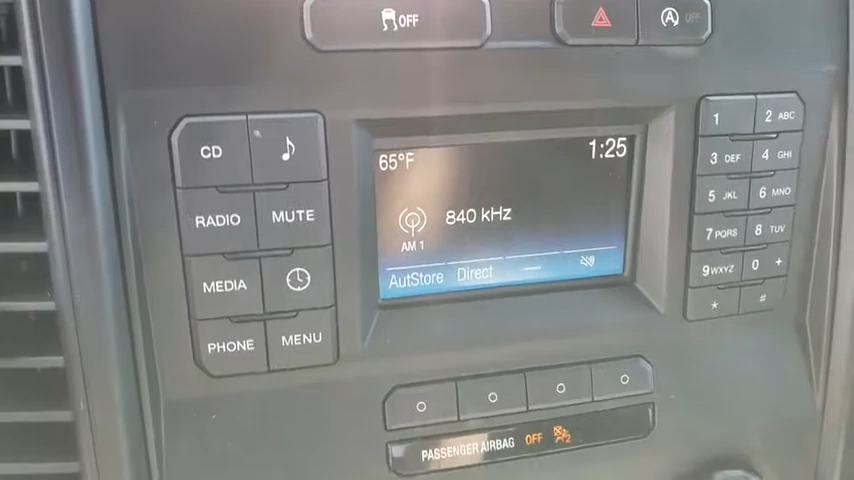 OFF
A OFF
CD
RADIO MUTE
MEDIA
PHONE MENU
65°F 1:25
840 kHz
AM 1
AutStore Direct
1 2 ABC
3 DEF 4 GHI
5 JKL 6 MNO
7 PQRS 8 TUV
9 WXYZ 0 +
* #
PASSENGER AIRBAG OFF 2